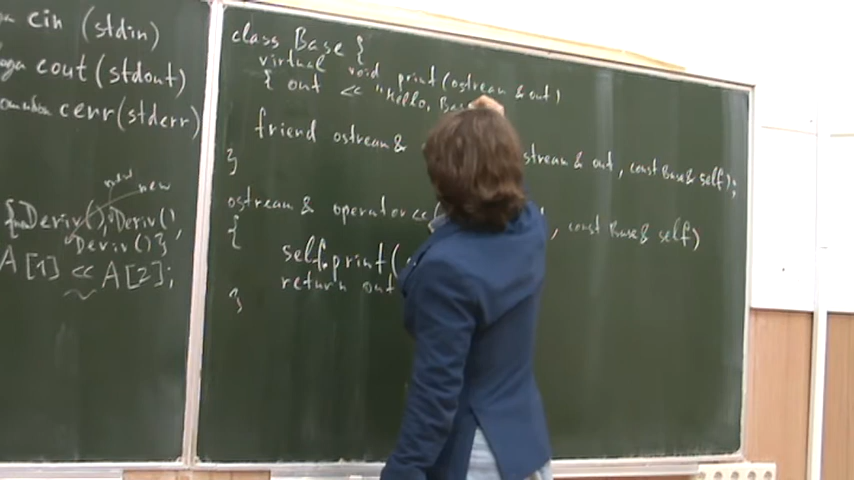 cin (stdin)
cout (stdout)
cerr (stderr)
new new
Deriv(), Deriv(),
Deriv()}
A[1] << A[2];
class Base {
virtual void print (ostream & out)
{ out << "Hello, Bas
friend ostream & stream & out, const Base& self);
}
ostream & operator << , const Base& self)
{
self.print(
return out
}